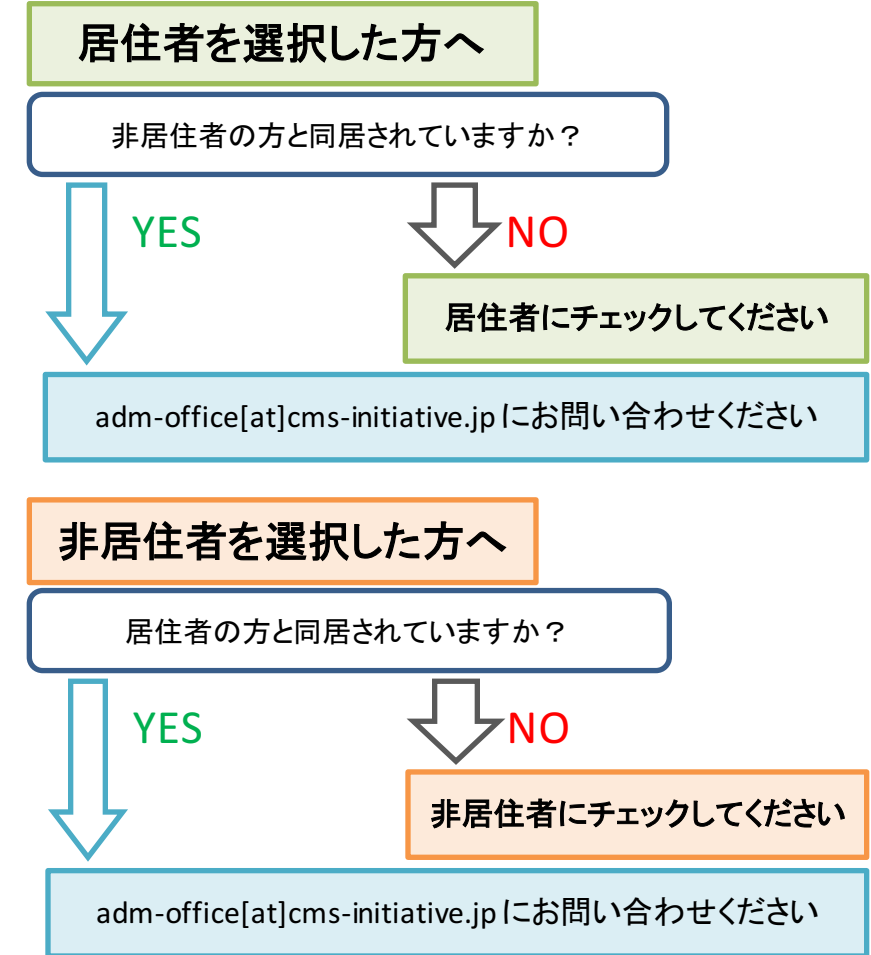 居住者を選択した方へ
非居住者の方と同居されていますか？
YES
NO
居住者にチェックしてください
adm-office[at]cms-initiative.jpにお問い合わせください
非居住者を選択した方へ
居住者の方と同居されていますか？
YES
NO
非居住者にチェックしてください
adm-office[at]cms-initiative.jpにお問い合わせください